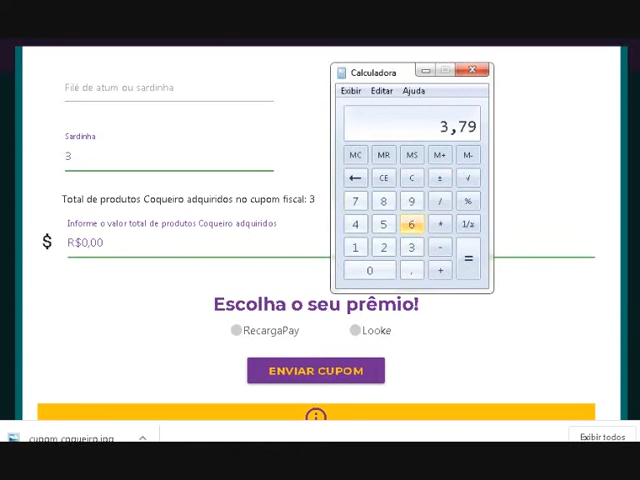 Filé de atum ou sardinha
Sardinha
3
Total de produtos Coqueiro adquiridos no cupom fiscal: 3
Informe o valor total de produtos Coqueiro adquiridos
$
R$0,00
Calculadora
Exibir Editar Ajuda
3,79
MC MR MS M+ M-
← CE C ± √
7 8 9 / %
4 5 6 * 1/x
1 2 3 - =
0 , +
Escolha o seu prêmio!
RecargaPay Looke
ENVIAR CUPOM
cupom coqueiro.jpg
Exibir todos